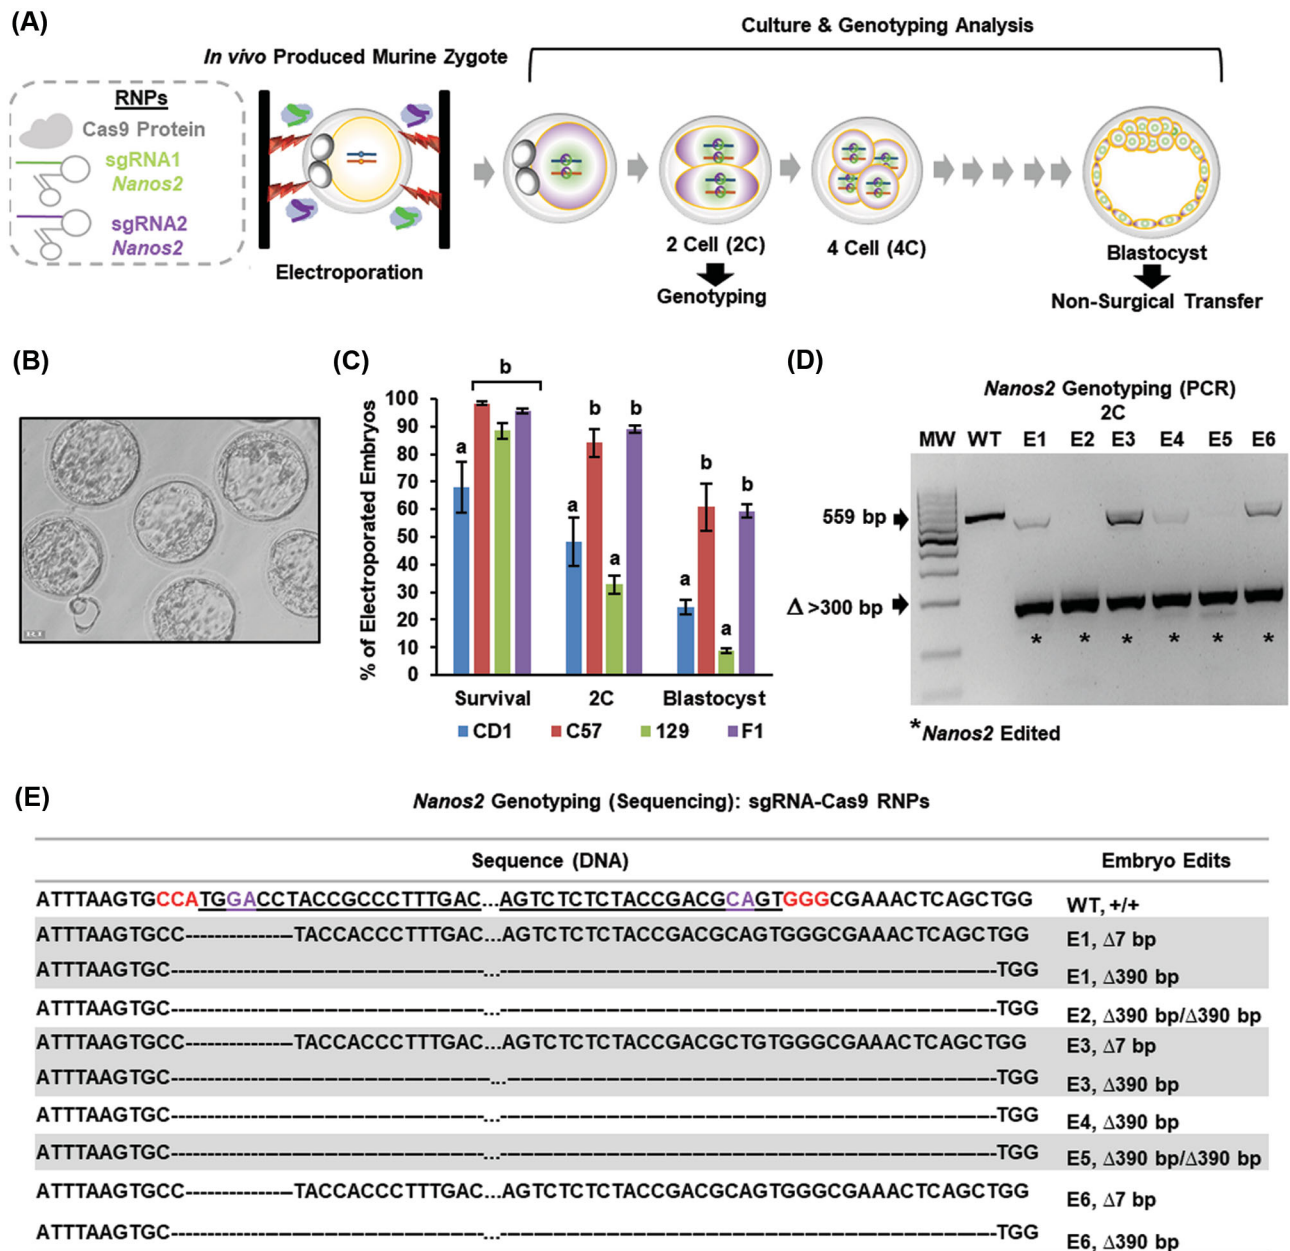 (A)
Culture & Genotyping Analysis
In vivo Produced Murine Zygote
RNPs
Cas9 Protein
sgRNA1
Nanos2
sgRNA2
Nanos2
Electroporation
2 Cell (2C)
4 Cell (4C)
Blastocyst
Genotyping
Non-Surgical Transfer
(B)
(C)
b
% of Electroporated Embryos
100
90
80
70
60
50
40
30
20
10
0
a
a
b
a
b
a
b
a
b
Survival
2C
Blastocyst
CD1
C57
129
F1
(D)
Nanos2 Genotyping (PCR)
2C
MW WT E1 E2 E3 E4 E5 E6
559 bp
Δ >300 bp
* * * * * *
*Nanos2 Edited
(E)
Nanos2 Genotyping (Sequencing): sgRNA-Cas9 RNPs
Sequence (DNA) Embryo Edits
ATTTAAGTGCCATGGACCTACCGCCCTTTGAC...AGTCTCTCTACCGACGCAGTGGGCGAAACTCAGCTGG WT, +/+
ATTTAAGTGCC---------------TACCACCCTTTGAC...AGTCTCTCTACCGACGCAGTGGGCGAAACTCAGCTGG E1, Δ7 bp
ATTTAAGTGC------------------------------------------...------------------------------------------------------------------TGG E1, Δ390 bp
ATTTAAGTGC------------------------------------------...------------------------------------------------------------------TGG E2, Δ390 bp/Δ390 bp
ATTTAAGTGCC---------------TACCACCCTTTGAC...AGTCTCTCTACCGACGCTGTGGGCGAAACTCAGCTGG E3, Δ7 bp
ATTTAAGTGC------------------------------------------...------------------------------------------------------------------TGG E3, Δ390 bp
ATTTAAGTGC------------------------------------------...------------------------------------------------------------------TGG E4, Δ390 bp
ATTTAAGTGC------------------------------------------...------------------------------------------------------------------TGG E5, Δ390 bp/Δ390 bp
ATTTAAGTGCC---------------TACCACCCTTTGAC...AGTCTCTCTACCGACGCAGTGGGCGAAACTCAGCTGG E6, Δ7 bp
ATTTAAGTGC------------------------------------------...------------------------------------------------------------------TGG E6, Δ390 bp